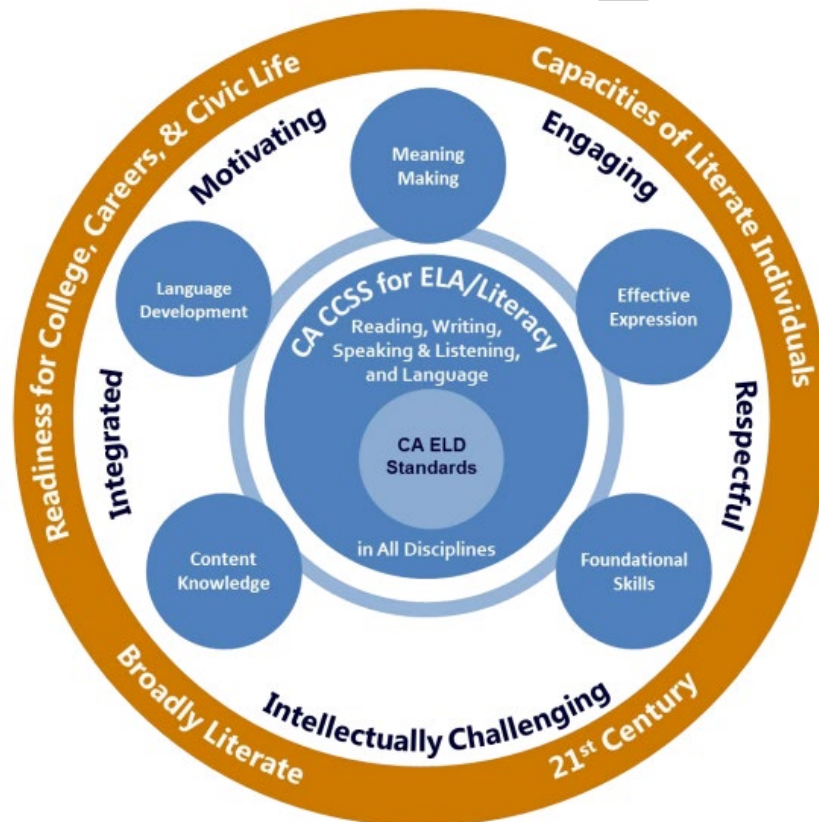 Readiness for College, Careers, & Civic Life
Capacities of Literate Individuals
Motivating
Engaging
Meaning
Making
Language
Development
Effective
Expression
CA CCSS for ELA/Literacy
Reading, Writing,
Speaking & Listening,
and Language
CA ELD
Standards
in All Disciplines
Integrated
Respectful
Content
Knowledge
Foundational
Skills
Intellectually Challenging
Broadly Literate
21st Century